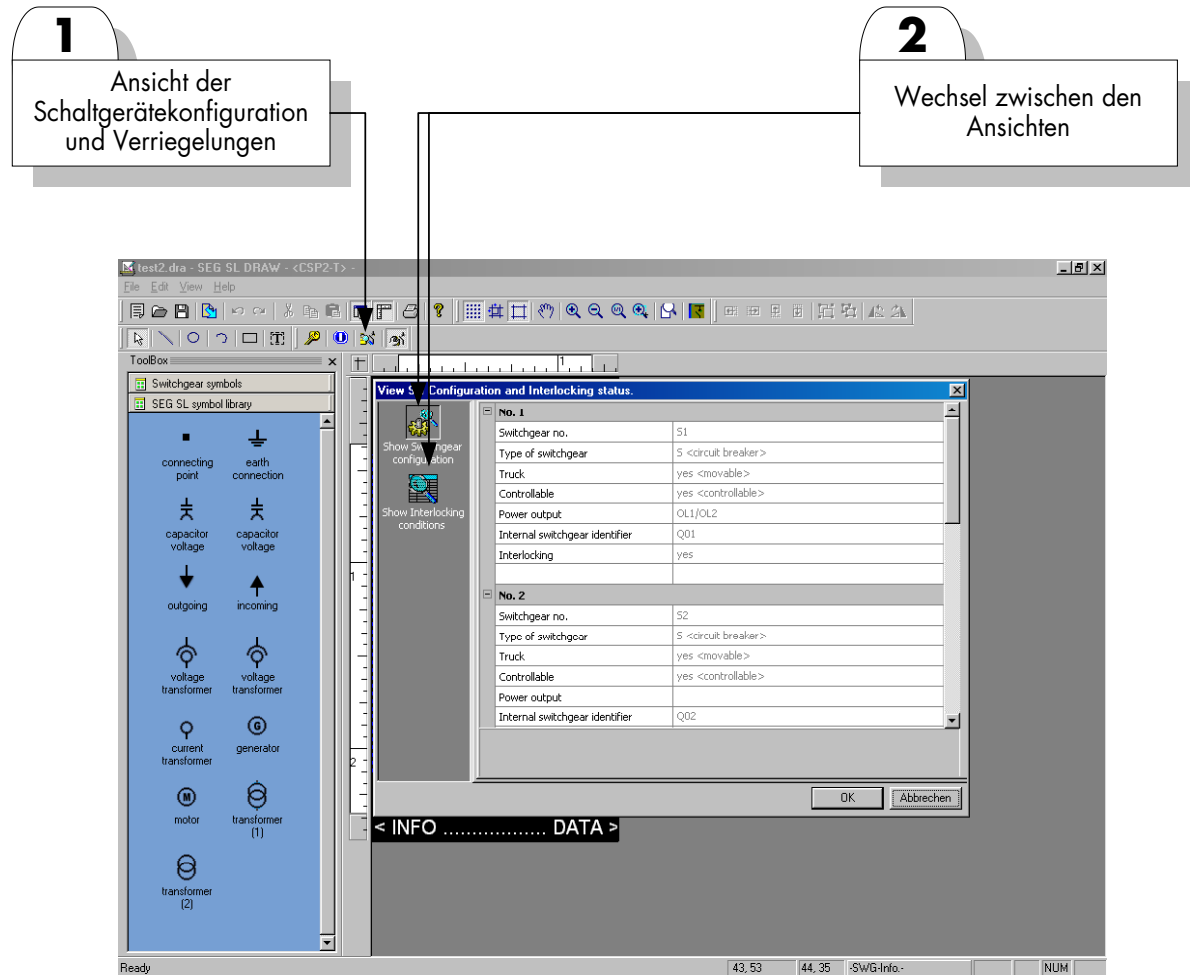 1
Ansicht der
Schaltgerätekonfiguration
und Verriegelungen
2
Wechsel zwischen den
Ansichten
test2.dra - SEG SL DRAW - <CSP2-T> -
File Edit View Help
ToolBox
Switchgear symbols
SEG SL symbol library
connecting
point
earth
connection
capacitor
voltage
capacitor
voltage
outgoing
incoming
voltage
transformer
voltage
transformer
current
transformer
G
generator
M
motor
transformer
(1)
transformer
(2)
1
1
2
View Configuration and Interlocking status.
Show Switchgear
configuration
Show Interlocking
conditions
No. 1
Switchgear no. S1
Type of switchgear S <circuit breaker>
Truck yes <movable>
Controllable yes <controllable>
Power output OL1/OL2
Internal switchgear identifier Q01
Interlocking yes
No. 2
Switchgear no. S2
Type of switchgear S <circuit breaker>
Truck yes <movable>
Controllable yes <controllable>
Power output
Internal switchgear identifier Q02
OK Abbrechen
< INFO .................. DATA >
Ready 43, 53 44, 35 -SWG-Info.- NUM